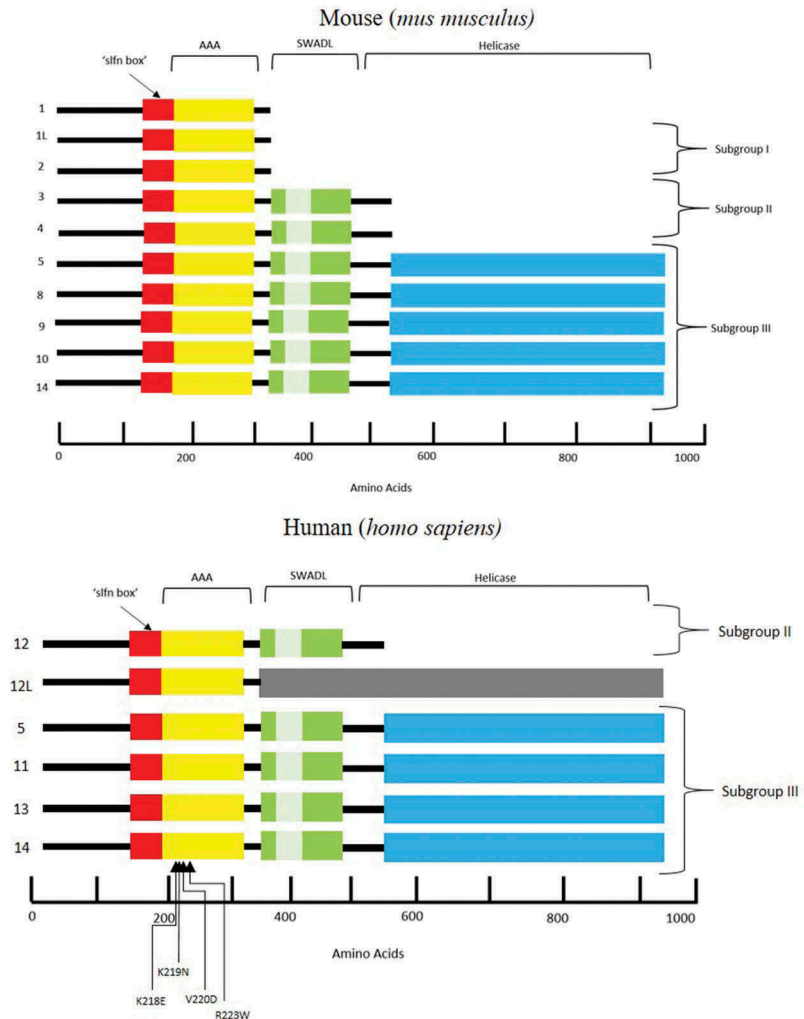 Mouse (mus musculus)
'slfn box'
AAA
SWADL
Helicase
1
1L
2
3
4
5
8
9
10
14
Subgroup I
Subgroup II
Subgroup III
0 200 400 600 800 1000
Amino Acids
Human (homo sapiens)
'slfn box'
AAA
SWADL
Helicase
12
12L
5
11
13
14
Subgroup II
Subgroup III
0 200 400 600 800 1000
Amino Acids
K219N
K218E
V220D
R223W